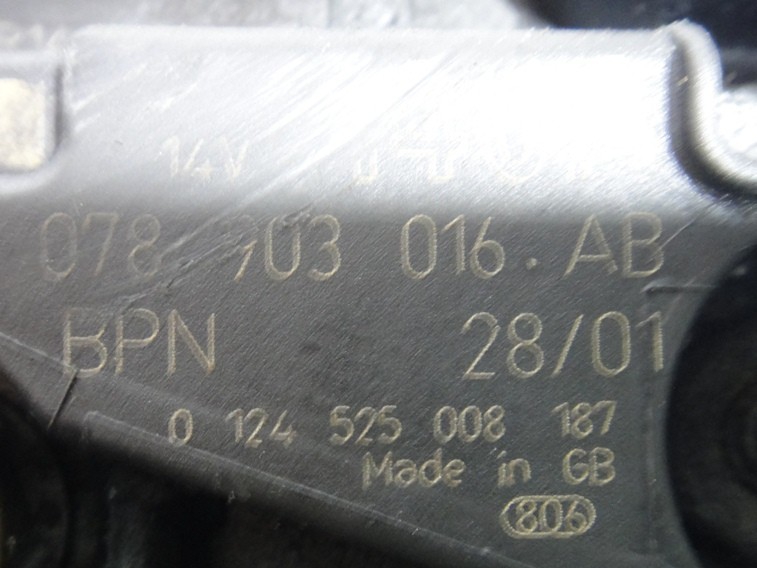 14V
078 903 016.AB
BPN 28/01
0 124 525 008 187
Made in GB
806